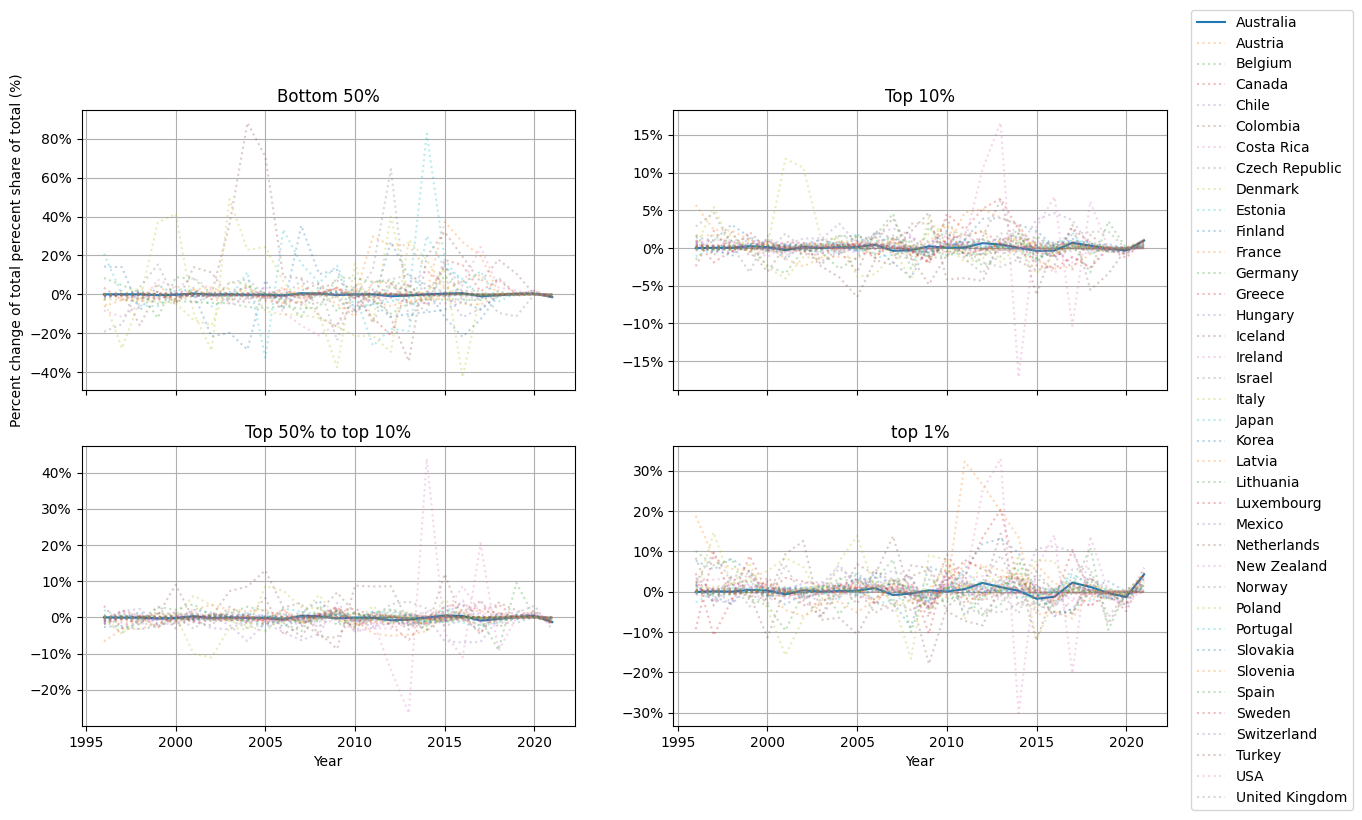 Percent change of total perecent share of total (%)
Bottom 50%
80%
60%
40%
20%
0%
−20%
−40%
Top 10%
15%
10%
5%
0%
−5%
−10%
−15%
Top 50% to top 10%
40%
30%
20%
10%
0%
−10%
−20%
1995 2000 2005 2010 2015 2020
Year
top 1%
30%
20%
10%
0%
−10%
−20%
−30%
1995 2000 2005 2010 2015 2020
Year
Australia
Austria
Belgium
Canada
Chile
Colombia
Costa Rica
Czech Republic
Denmark
Estonia
Finland
France
Germany
Greece
Hungary
Iceland
Ireland
Israel
Italy
Japan
Korea
Latvia
Lithuania
Luxembourg
Mexico
Netherlands
New Zealand
Norway
Poland
Portugal
Slovakia
Slovenia
Spain
Sweden
Switzerland
Turkey
USA
United Kingdom